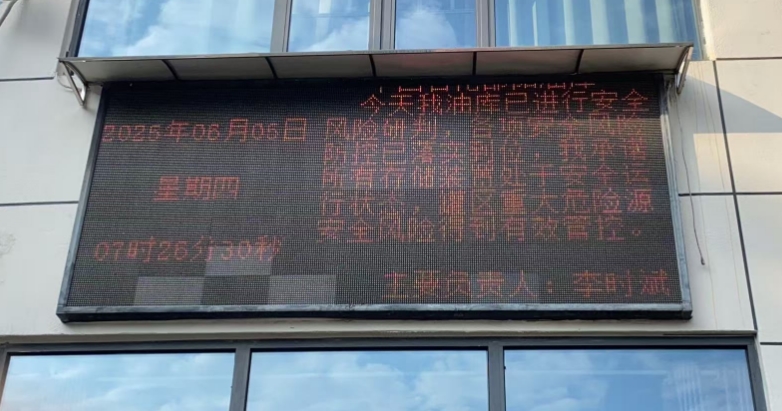 2025年06月05日
星期四
07时26分30秒
今天我油库已进行安全
风险研判，各项安全风险
防控已落实到位，我承诺
所有存储装置处于安全运
行状态，罐区重大危险源
安全风险得到有效管控。
主要负责人：李时斌